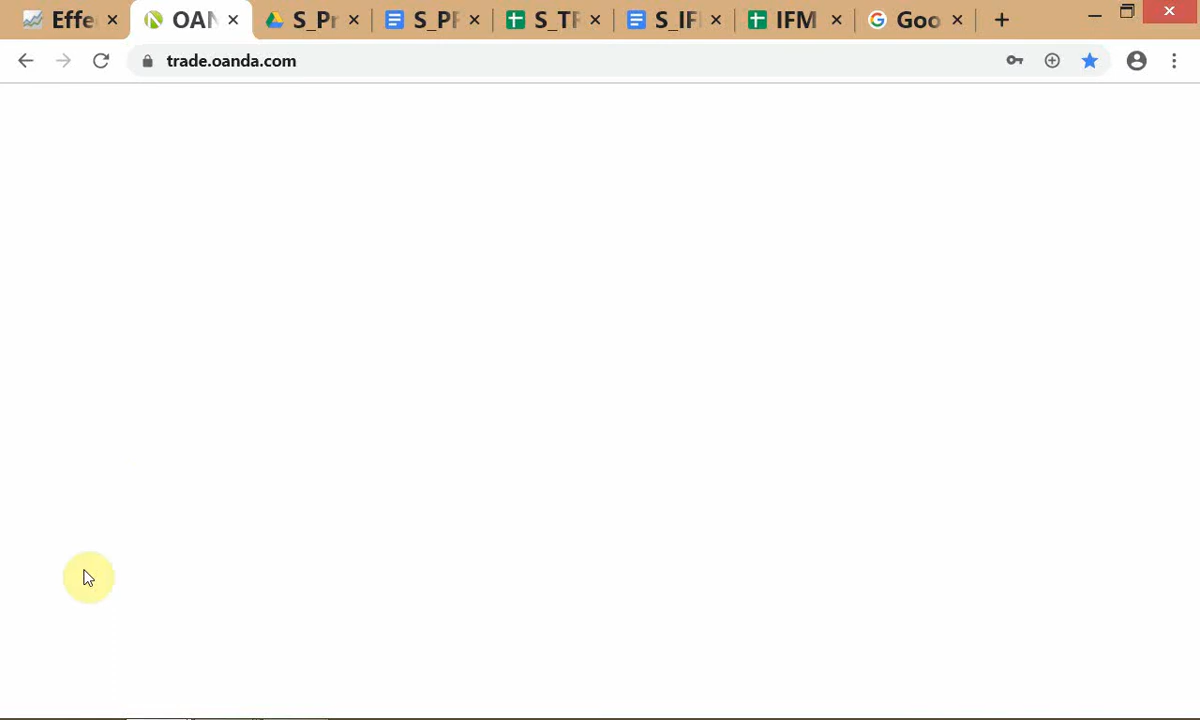 Effe
OAN
S_Pr
S_PF
S_TF
S_IF
IFM
Goo
trade.oanda.com